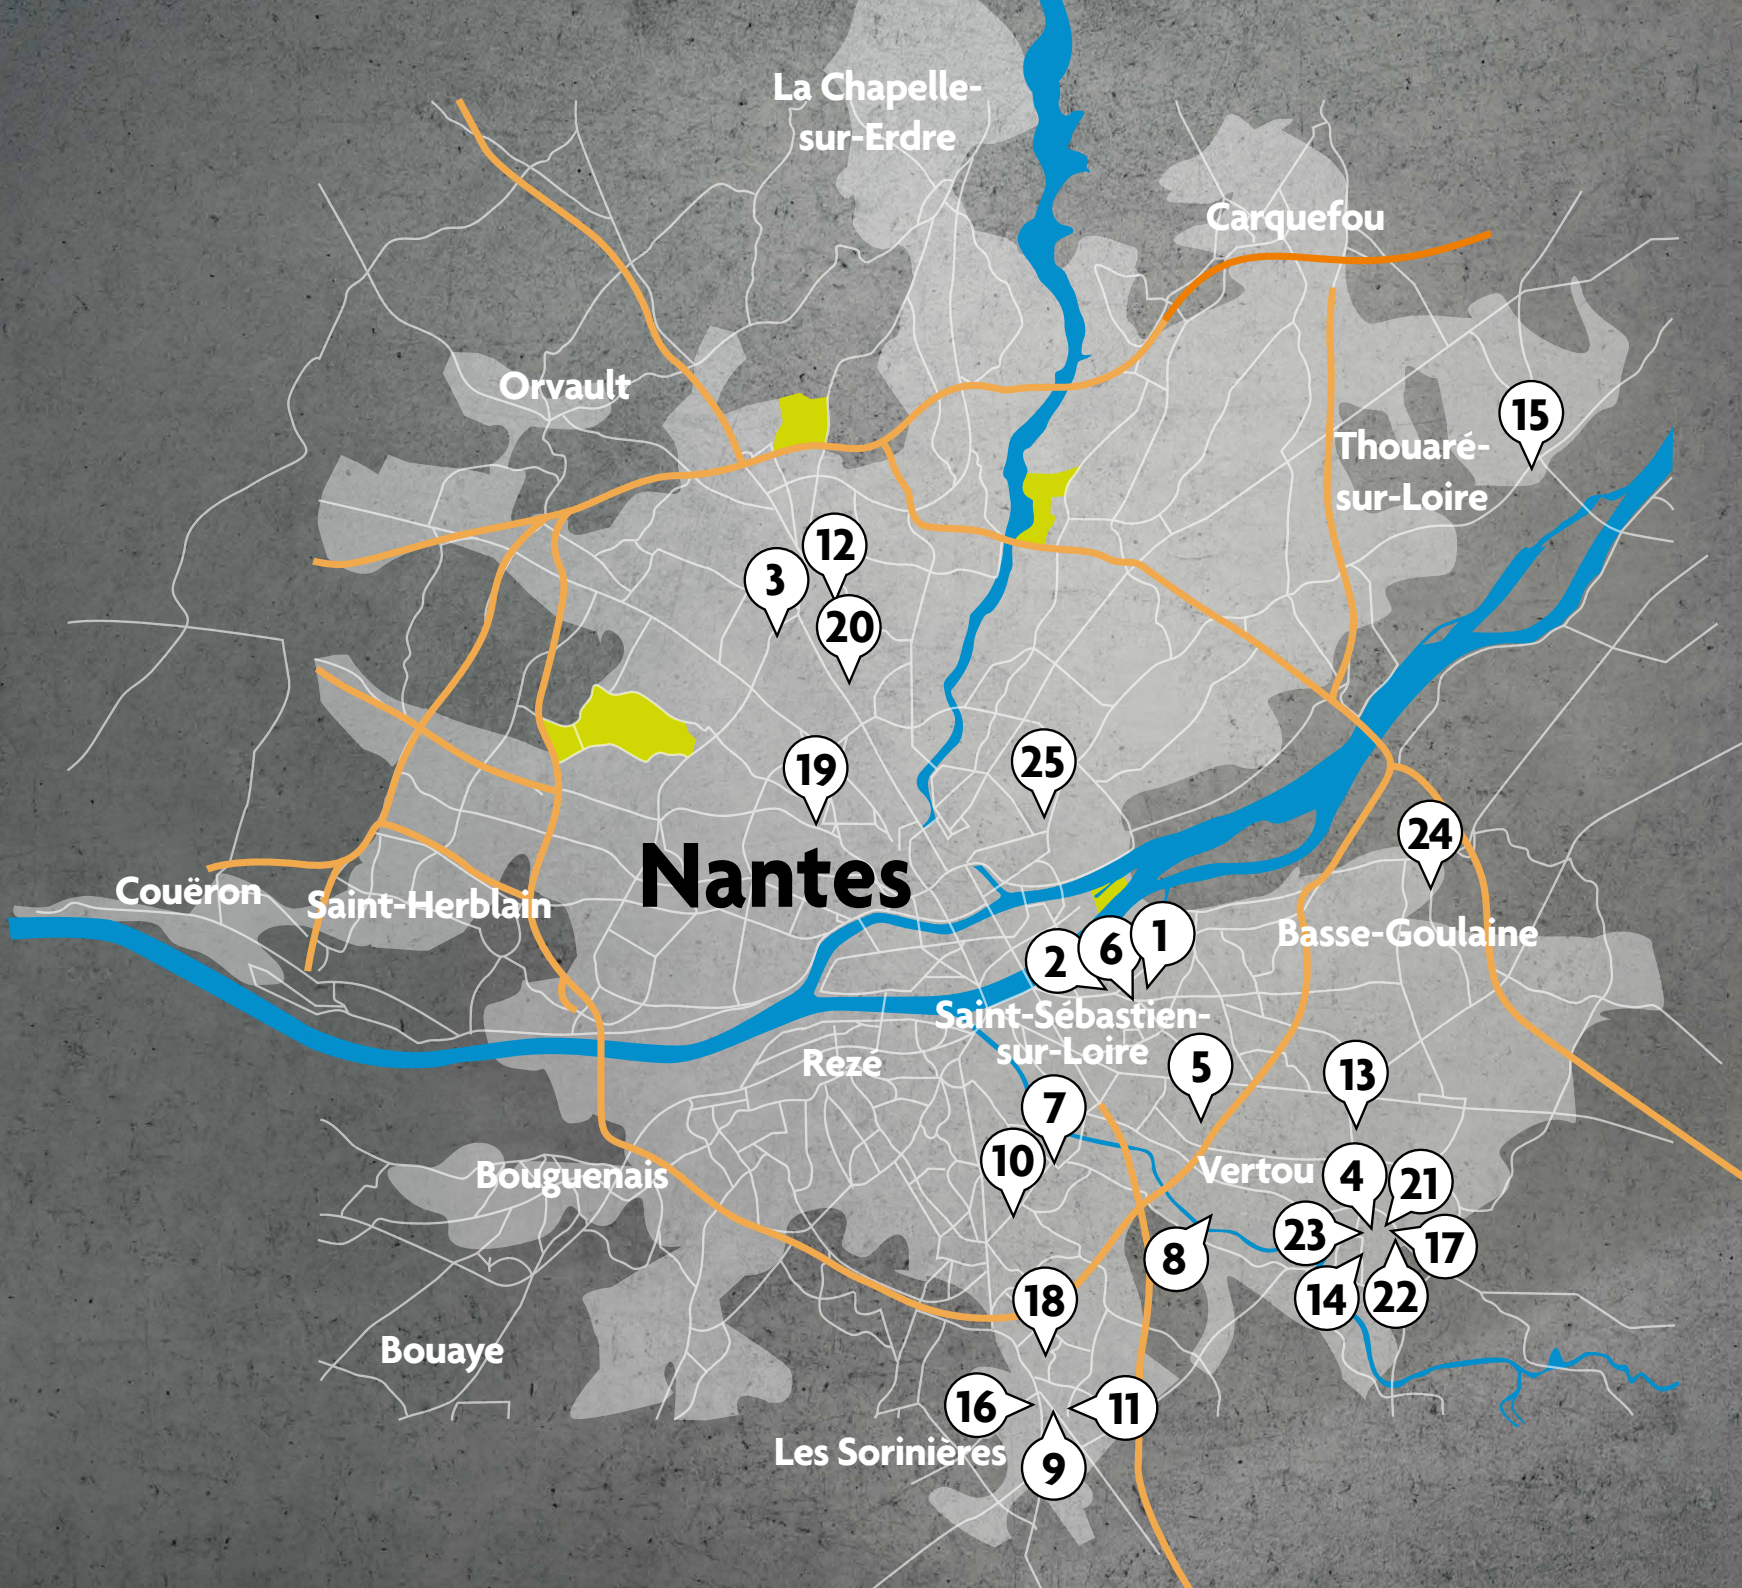 La Chapelle-
sur-Erdre
Carquefou
Orvault
15
Thouaré-
sur-Loire
12
3
20
19
25
24
Nantes
Couëron
Saint-Herblain
Basse-Goulaine
1
6
2
Saint-Sébastien-
sur-Loire
Rezé
5
13
7
10
Bouguenais
Vertou
4
21
23
17
8
14
22
18
Bouaye
16
11
Les Sorinières
9